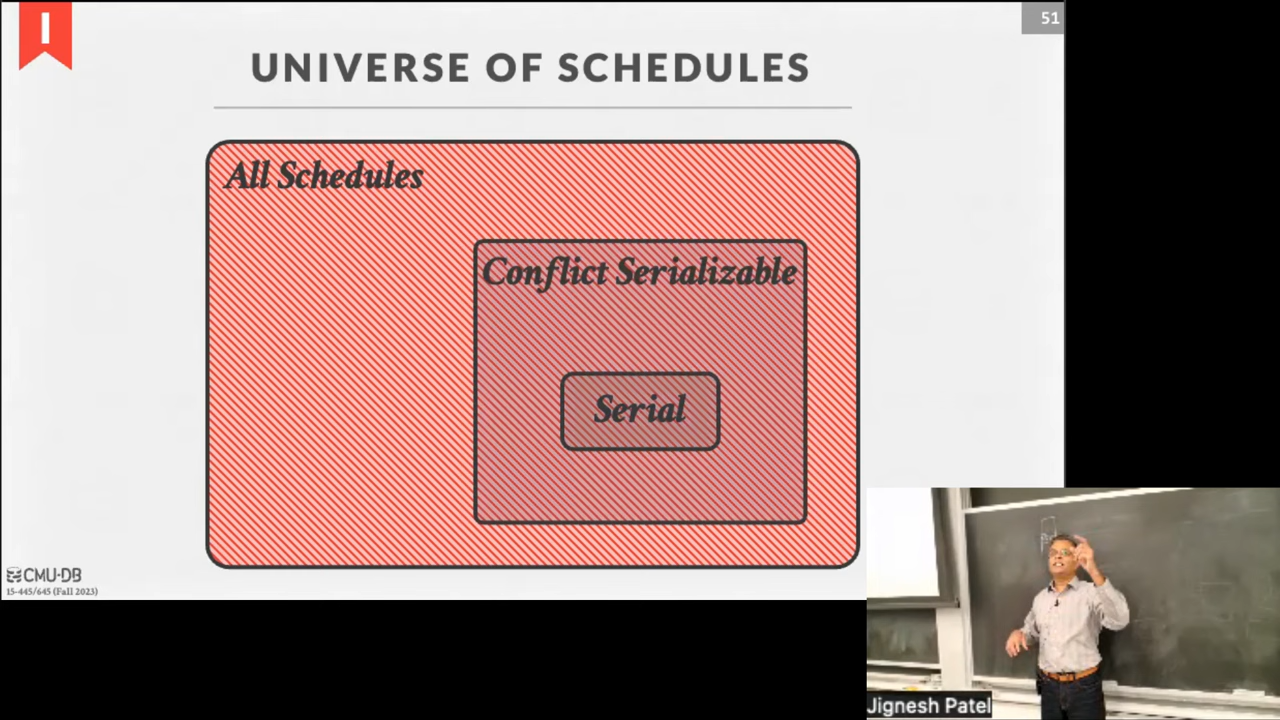 I
51
UNIVERSE OF SCHEDULES
All Schedules
Conflict Serializable
Serial
CMU·DB
15-445/645 (Fall 2023)
Jignesh Patel